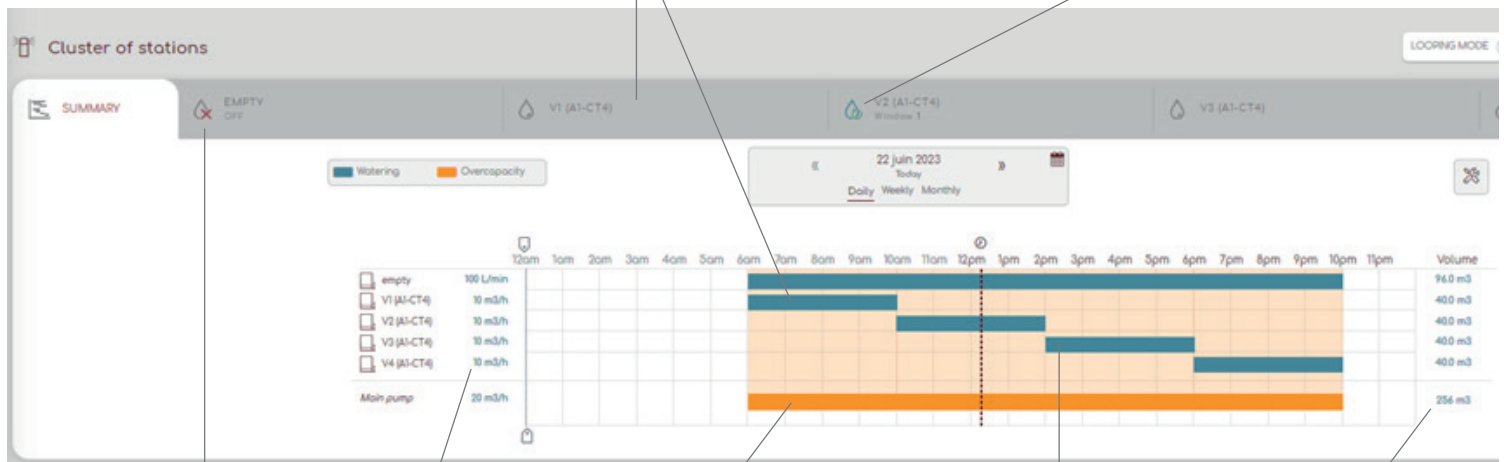 Cluster of stations
LOOPING MODE
SUMMARY
EMPTY
OFF
V1 (A1-CT4)
V2 (A1-CT4)
Window 1
V3 (A1-CT4)
Watering
Overcapacity
22 juin 2023
Today
Daily Weekly Monthly
12am 1am 2am 3am 4am 5am 6am 7am 8am 9am 10am 11am 12pm 1pm 2pm 3pm 4pm 5pm 6pm 7pm 8pm 9pm 10pm 11pm Volume
empty 100 L/min 96.0 m3
V1 (A1-CT4) 10 m3/h 40.0 m3
V2 (A1-CT4) 10 m3/h 40.0 m3
V3 (A1-CT4) 10 m3/h 40.0 m3
V4 (A1-CT4) 10 m3/h 40.0 m3
Main pump 20 m3/h 256 m3